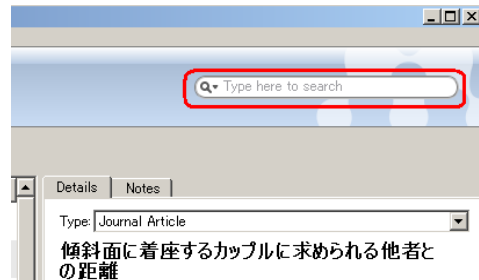 Type here to search
Details
Notes
Type: Journal Article
傾斜面に着座するカップルに求められる他者と
の距離